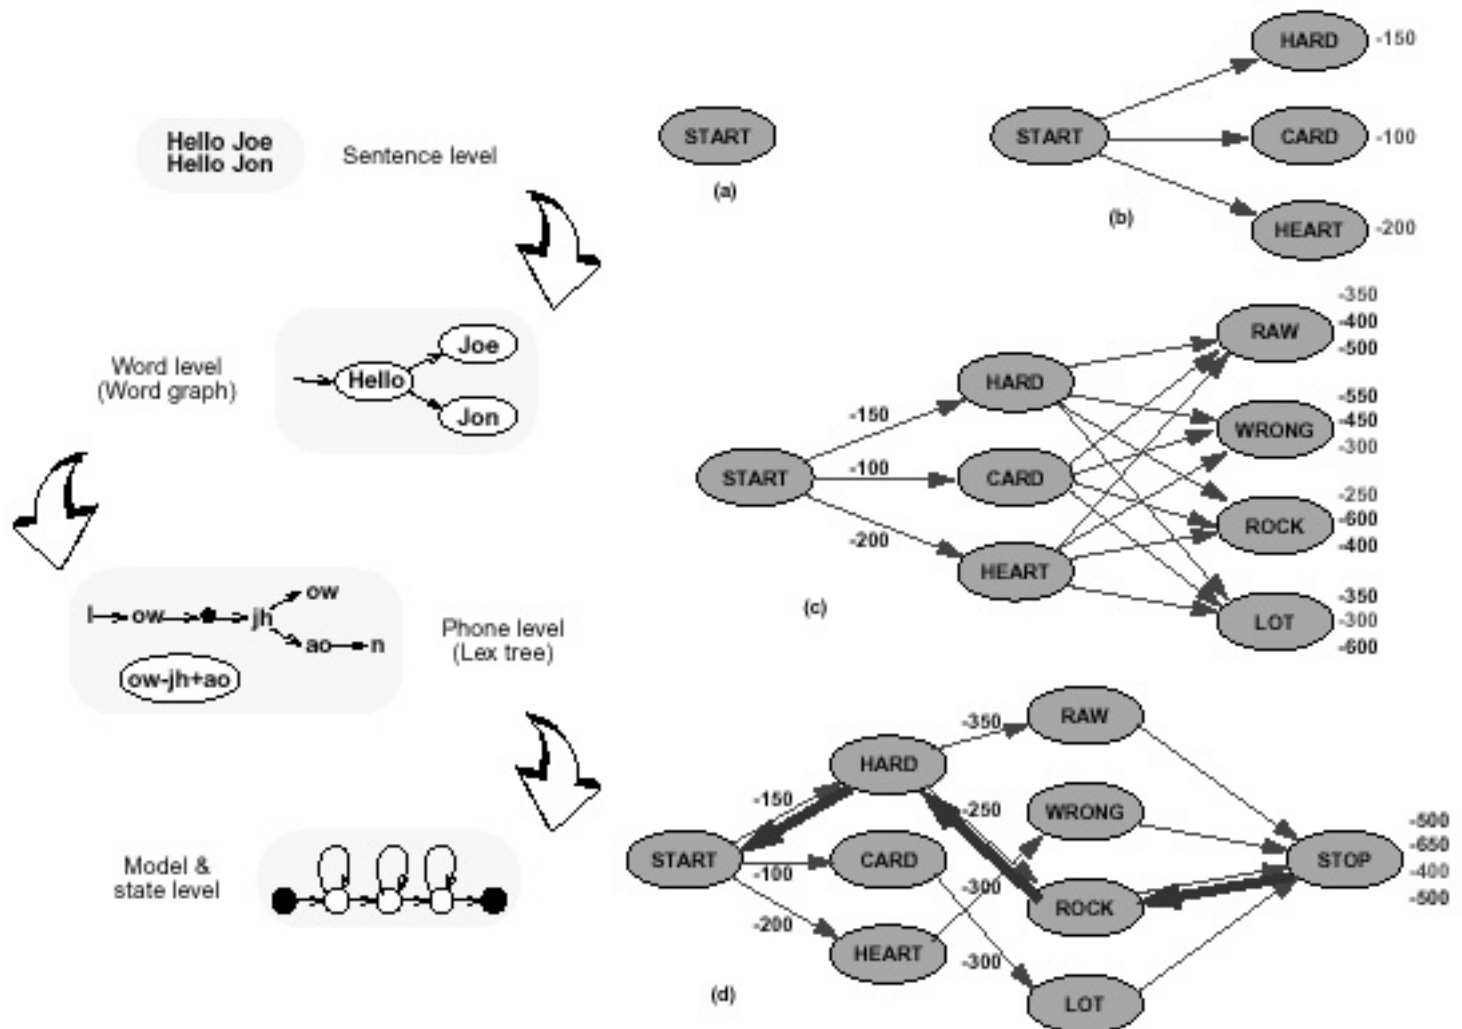 Hello Joe
Hello Jon
Sentence level
Word level
(Word graph)
Hello
Joe
Jon
l
ow
jh
ow
ao
n
ow-jh+ao
Phone level
(Lex tree)
Model &
state level
START
(a)
START
HARD
-150
CARD
-100
HEART
-200
(b)
START
-150
-100
-200
HARD
CARD
HEART
RAW
-350
-400
-500
WRONG
-550
-450
-300
ROCK
-250
-600
-400
LOT
-350
-300
-600
(c)
START
-150
-100
-200
HARD
CARD
HEART
-350
-250
-300
-300
RAW
WRONG
ROCK
LOT
STOP
-500
-650
-400
-500
(d)